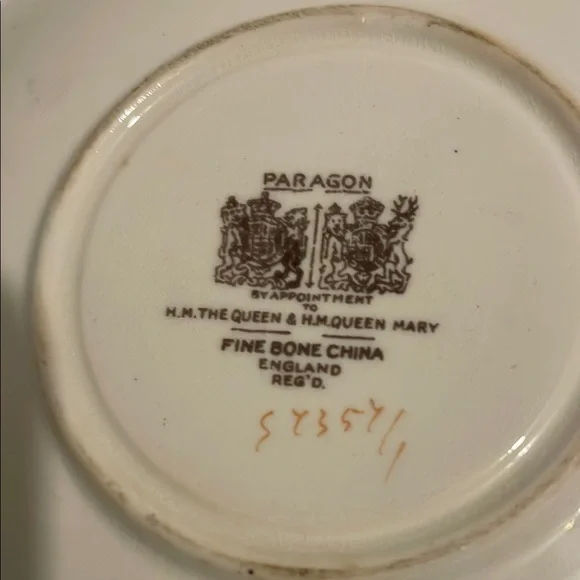 PARAGON
BY APPOINTMENT
TO
H.M. THE QUEEN & H.M. QUEEN MARY
FINE BONE CHINA
ENGLAND
REG'D.